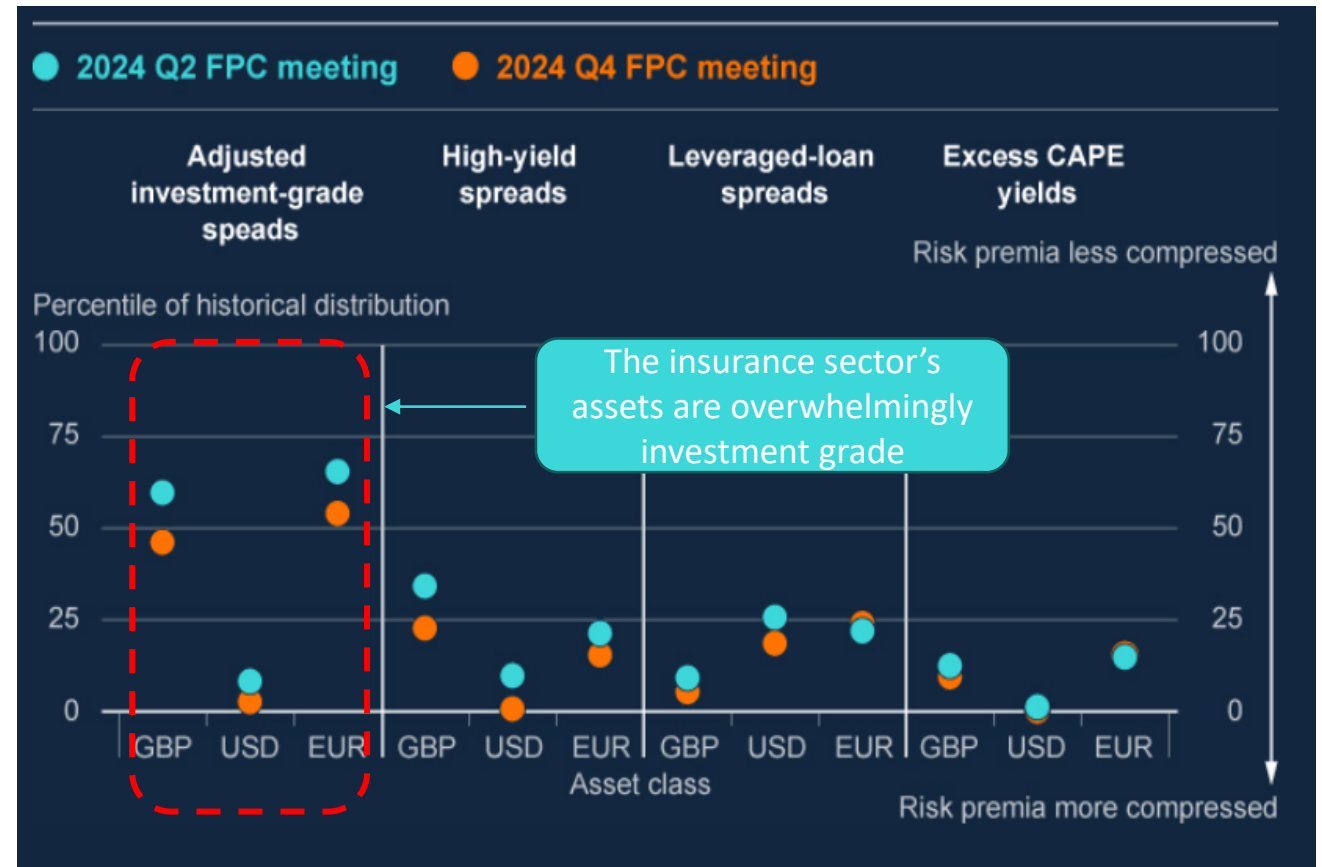 2024 Q2 FPC meeting
2024 Q4 FPC meeting
Adjusted
investment-grade
speads
High-yield
spreads
Leveraged-loan
spreads
Excess CAPE
yields
Risk premia less compressed
Percentile of historical distribution
100
75
50
25
0
The insurance sector’s
assets are overwhelmingly
investment grade
100
75
50
25
0
GBP USD EUR GBP USD EUR GBP USD EUR GBP USD EUR
Asset class
Risk premia more compressed